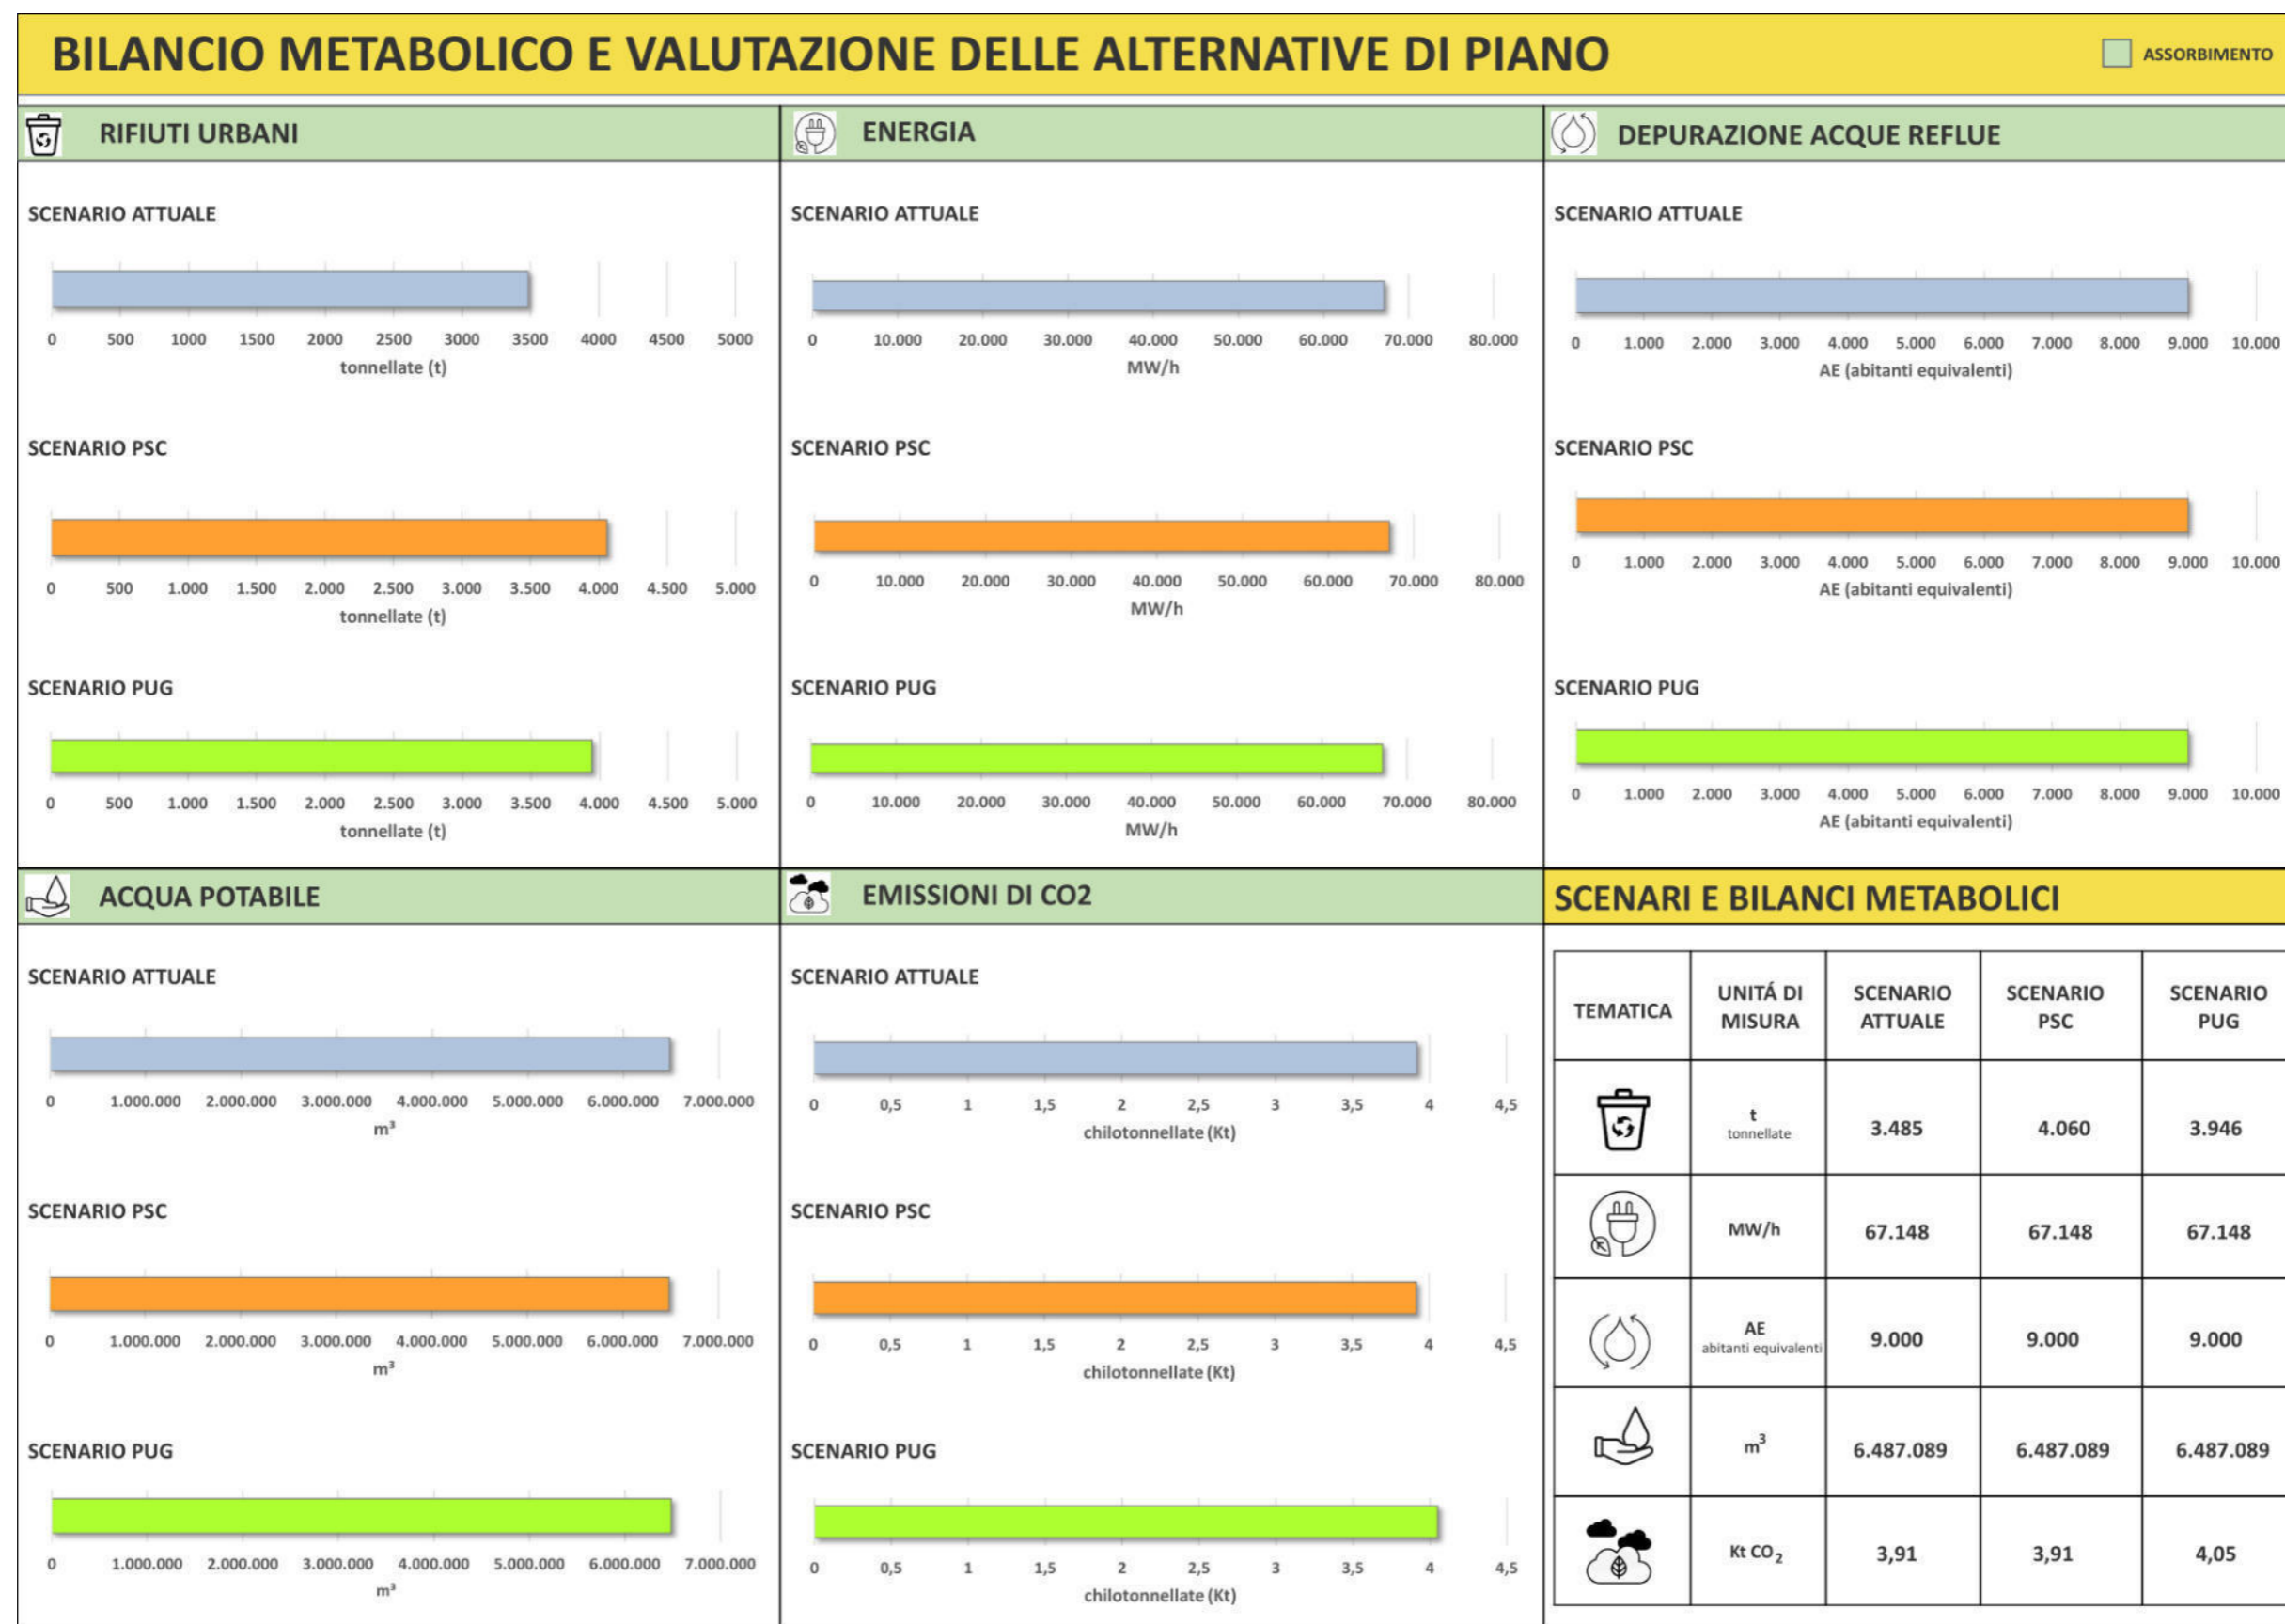 BILANCIO METABOLICO E VALUTAZIONE DELLE ALTERNATIVE DI PIANO
ASSORBIMENTO
RIFIUTI URBANI
SCENARIO ATTUALE
0 500 1000 1500 2000 2500 3000 3500 4000 4500 5000
tonnellate (t)
SCENARIO PSC
0 500 1.000 1.500 2.000 2.500 3.000 3.500 4.000 4.500 5.000
tonnellate (t)
SCENARIO PUG
0 500 1.000 1.500 2.000 2.500 3.000 3.500 4.000 4.500 5.000
tonnellate (t)
ENERGIA
SCENARIO ATTUALE
0 10.000 20.000 30.000 40.000 50.000 60.000 70.000 80.000
MW/h
SCENARIO PSC
0 10.000 20.000 30.000 40.000 50.000 60.000 70.000 80.000
MW/h
SCENARIO PUG
0 10.000 20.000 30.000 40.000 50.000 60.000 70.000 80.000
MW/h
DEPURAZIONE ACQUE REFLUE
SCENARIO ATTUALE
0 1.000 2.000 3.000 4.000 5.000 6.000 7.000 8.000 9.000 10.000
AE (abitanti equivalenti)
SCENARIO PSC
0 1.000 2.000 3.000 4.000 5.000 6.000 7.000 8.000 9.000 10.000
AE (abitanti equivalenti)
SCENARIO PUG
0 1.000 2.000 3.000 4.000 5.000 6.000 7.000 8.000 9.000 10.000
AE (abitanti equivalenti)
ACQUA POTABILE
SCENARIO ATTUALE
0 1.000.000 2.000.000 3.000.000 4.000.000 5.000.000 6.000.000 7.000.000
m³
SCENARIO PSC
0 1.000.000 2.000.000 3.000.000 4.000.000 5.000.000 6.000.000 7.000.000
m³
SCENARIO PUG
0 1.000.000 2.000.000 3.000.000 4.000.000 5.000.000 6.000.000 7.000.000
m³
EMISSIONI DI CO2
SCENARIO ATTUALE
0 0,5 1 1,5 2 2,5 3 3,5 4 4,5
chilotonnellate (Kt)
SCENARIO PSC
0 0,5 1 1,5 2 2,5 3 3,5 4 4,5
chilotonnellate (Kt)
SCENARIO PUG
0 0,5 1 1,5 2 2,5 3 3,5 4 4,5
chilotonnellate (Kt)
SCENARI E BILANCI METABOLICI
TEMATICA UNITÁ DI MISURA SCENARIO ATTUALE SCENARIO PSC SCENARIO PUG
t tonnellate 3.485 4.060 3.946
MW/h 67.148 67.148 67.148
AE abitanti equivalenti 9.000 9.000 9.000
m³ 6.487.089 6.487.089 6.487.089
Kt CO₂ 3,91 3,91 4,05